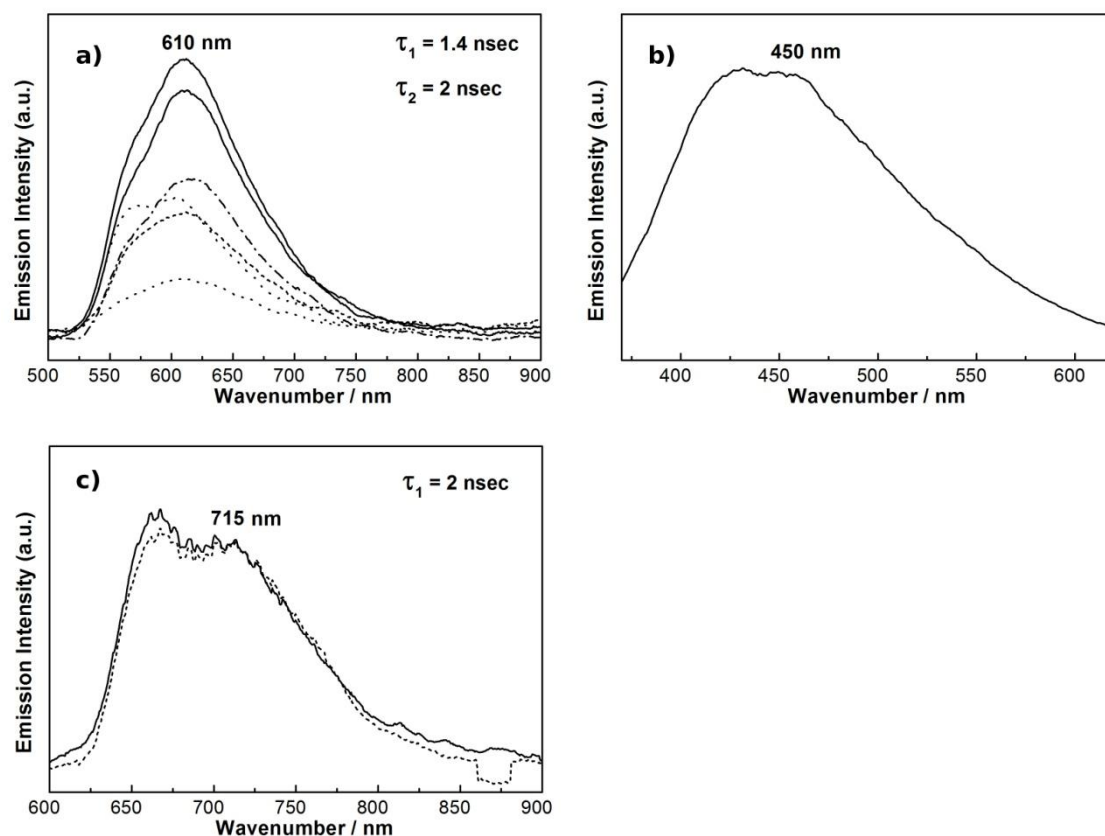 a)
610 nm
τ1 = 1.4 nsec
τ2 = 2 nsec
Emission Intensity (a.u.)
500 550 600 650 700 750 800 850 900
Wavenumber / nm
b)
450 nm
Emission Intensity (a.u.)
400 450 500 550 600
Wavenumber / nm
c)
715 nm
τ1 = 2 nsec
Emission Intensity (a.u.)
600 650 700 750 800 850 900
Wavenumber / nm